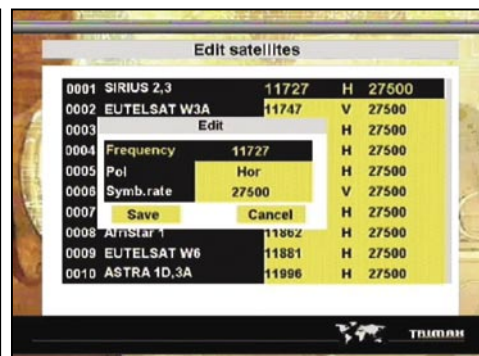 Edit satellites
0001 SIRIUS 2,3 11727 H 27500
0002 EUTELSAT W3A 11747 V 27500
0003 H 27500
Edit
0004 H 27500
Frequency 11727
0005 H 27500
Pol Hor
0006 V 27500
Symb.rate 27500
0007 H 27500
Save Cancel
0008 AfriStar 1 11862 H 27500
0009 EUTELSAT W6 11881 H 27500
0010 ASTRA 1D,3A 11996 H 27500
TRIMAX